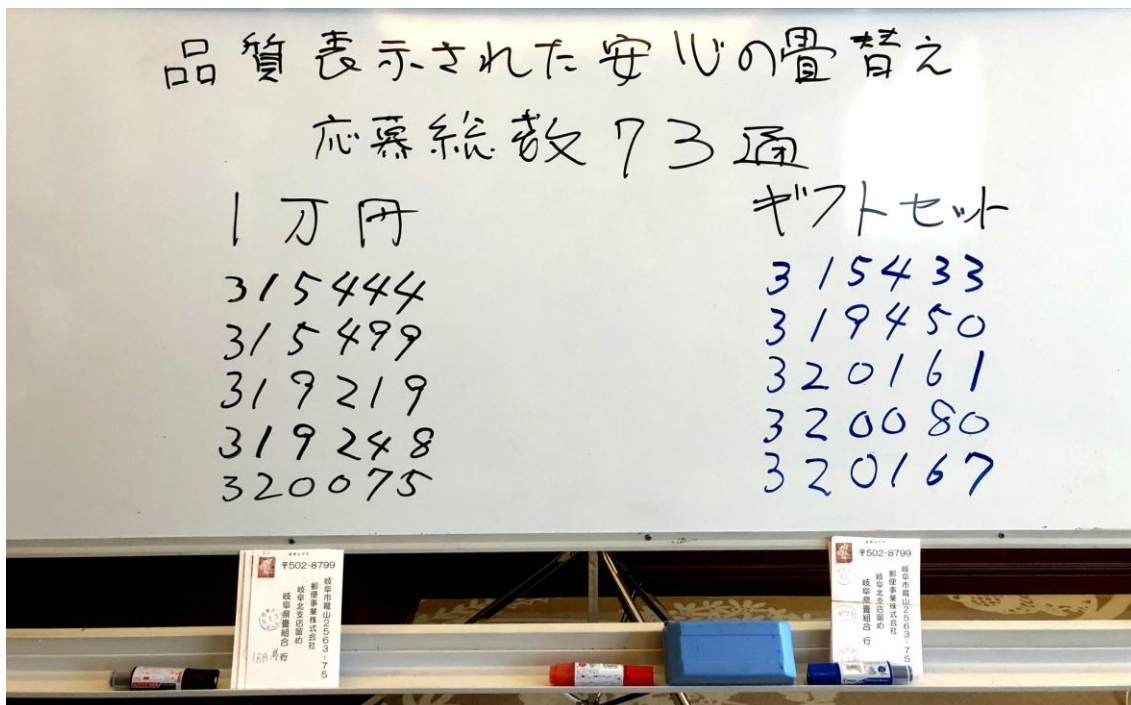 品質表示された安心の畳替え
応募総数73通
1万円
315444
315499
319219
319248
320075
ギフトセット
315433
319450
320161
320080
320167
〒502-8799
岐阜市鷺山2563-75
郵便事業株式会社
岐阜北支店留め
岐阜県畳組合 行
〒502-8799
岐阜市鷺山2563-75
郵便事業株式会社
岐阜北支店留め
岐阜県畳組合 行